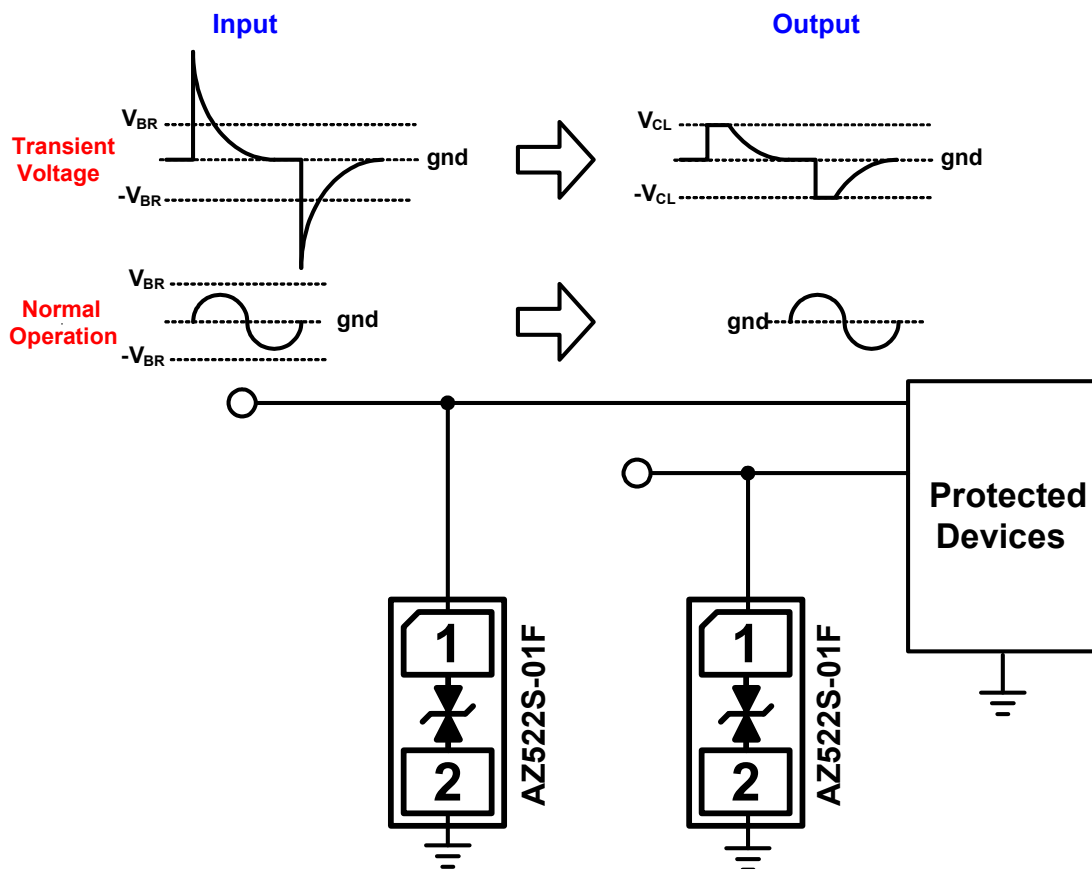 Input
Output
V_BR
Transient
Voltage
gnd
-V_BR
V_CL
gnd
-V_CL
V_BR
Normal
Operation
gnd
-V_BR
gnd
Protected
Devices
1
2
AZ522S-01F
1
2
AZ522S-01F